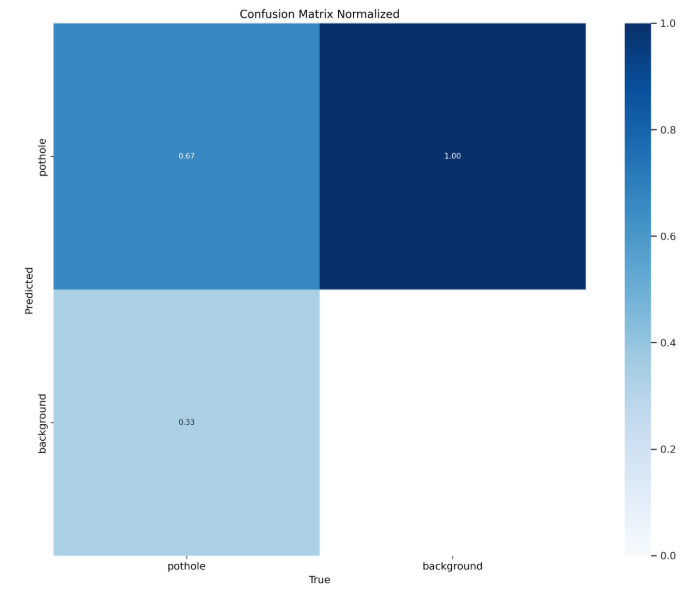 Confusion Matrix Normalized
pothole
0.67
1.00
Predicted
background
0.33
pothole
background
True
1.0
0.8
0.6
0.4
0.2
0.0